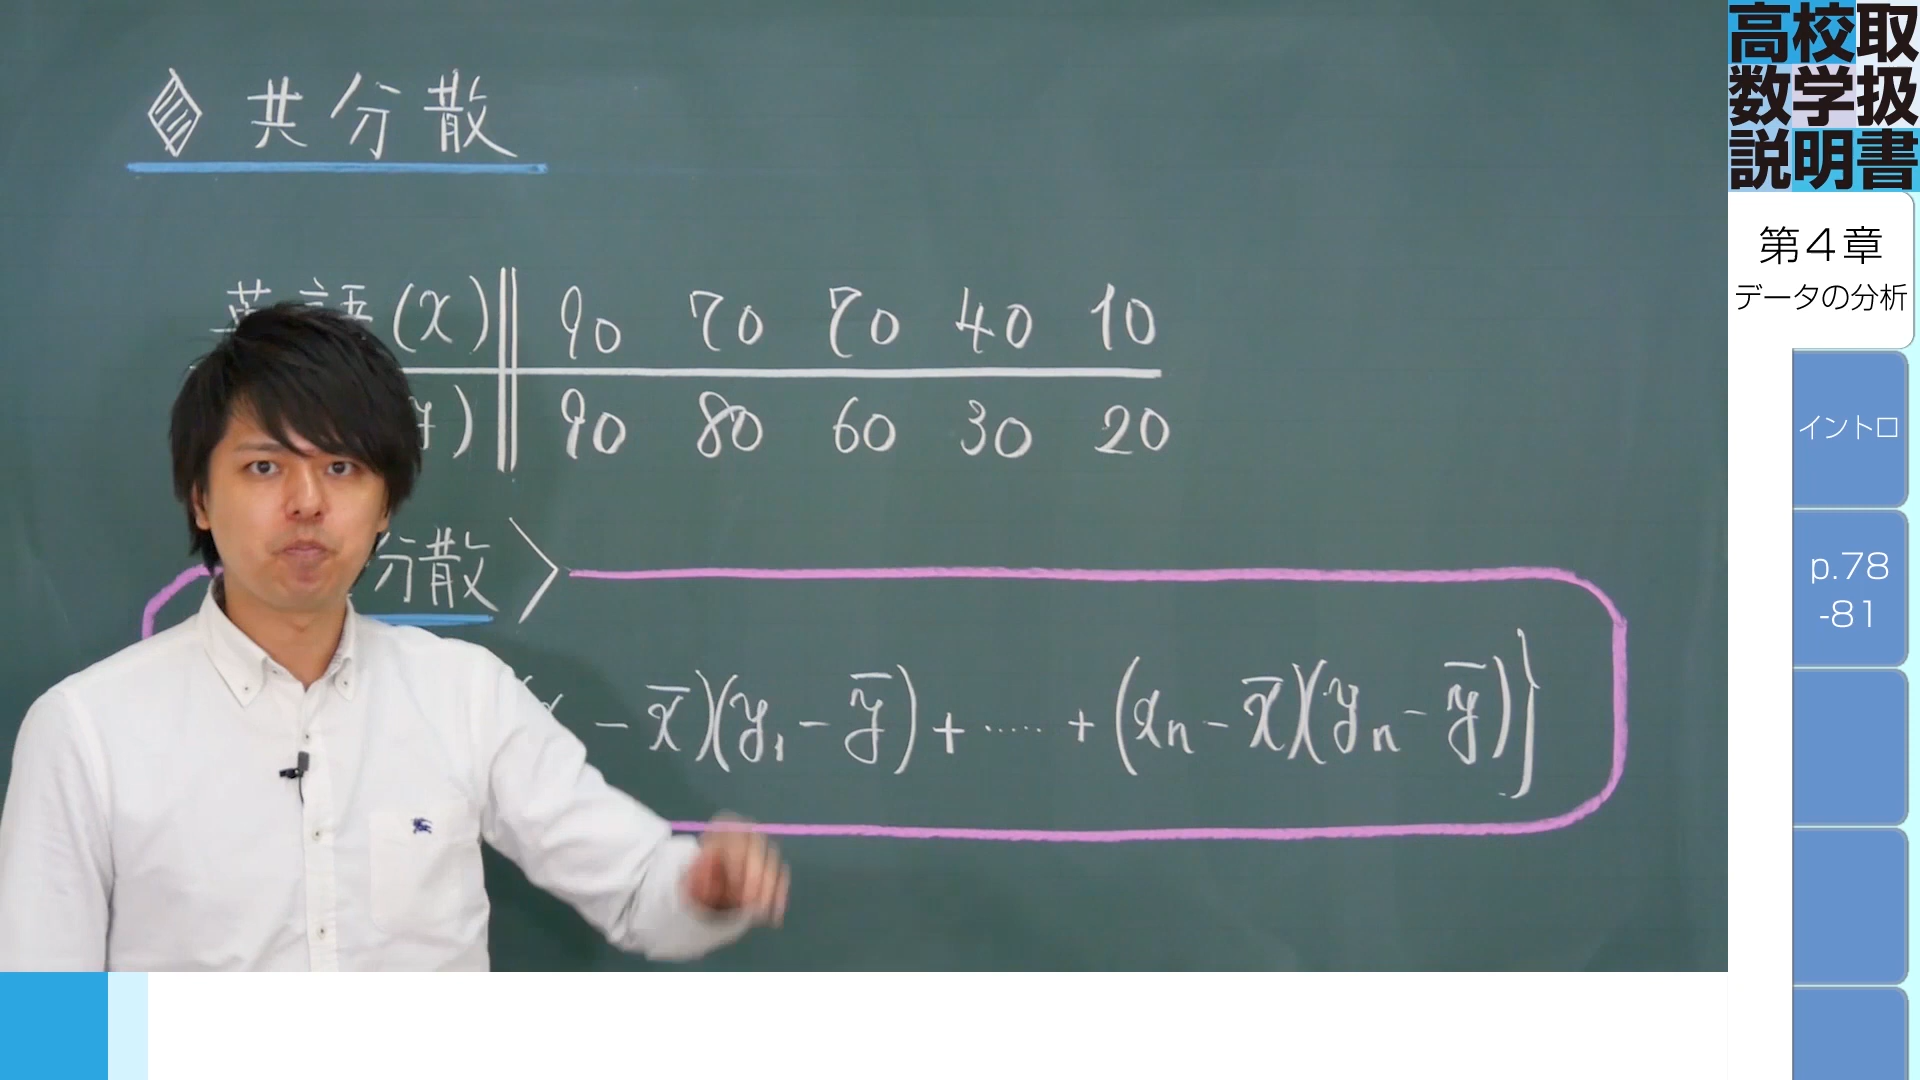 ◆ 共分散
英語(x) 90 70 70 40 10
y) 90 80 60 30 20
分散 〉
- x̄)(y₁ - ȳ) + ····· + (xₙ - x̄)(yₙ - ȳ)}
高校取
数学扱
説明書
第4章
データの分析
イントロ
p.78
-81